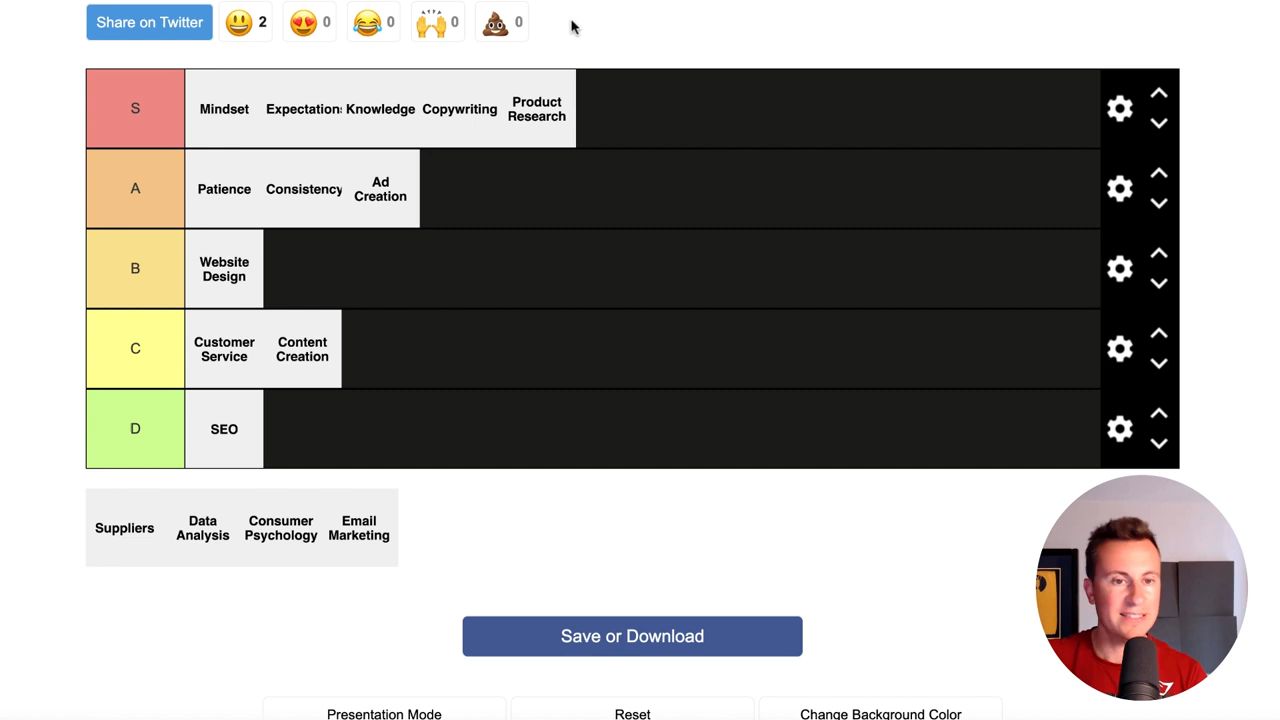 Share on Twitter 2 0 0 0 0
S Mindset Expectation Knowledge Copywriting Product
Research
A Patience Consistency Ad
Creation
B Website
Design
C Customer
Service
Content
Creation
D SEO
Suppliers
Data
Analysis
Consumer
Psychology
Email
Marketing
Save or Download
Presentation Mode Reset Change Background Color